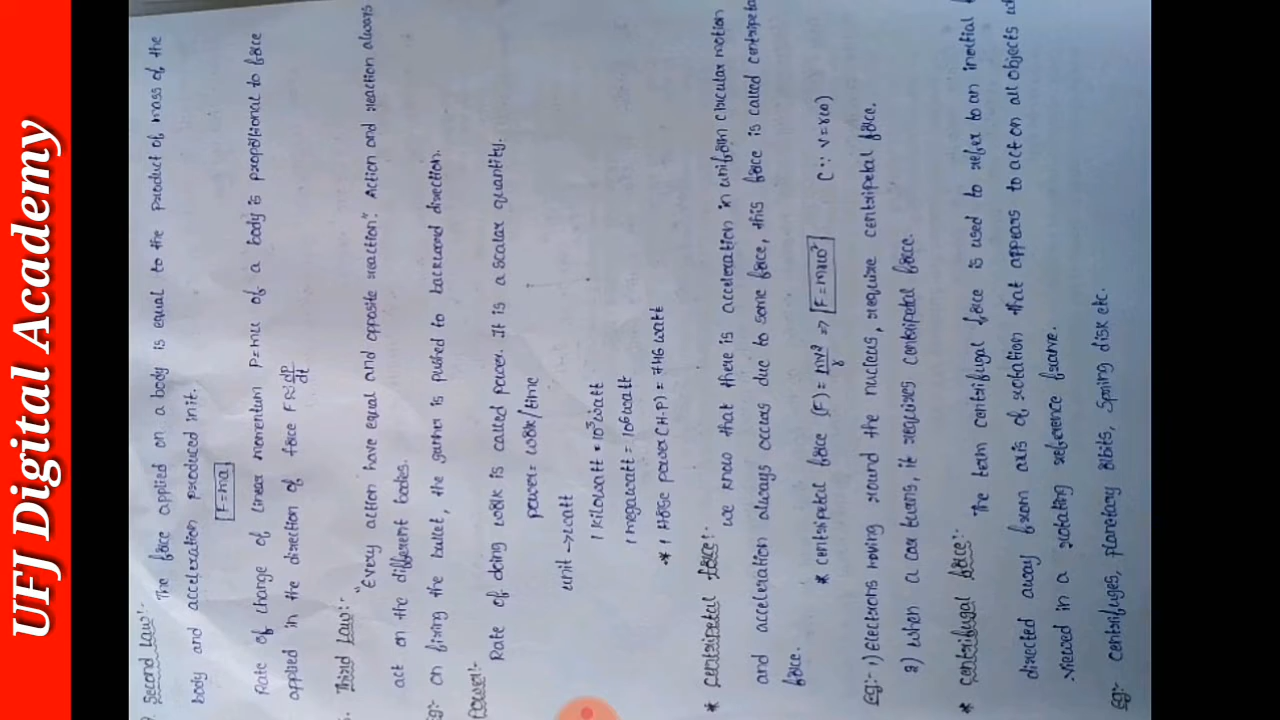 UFJ Digital Academy
Second Law:-
The force applied on a body is equal to the product of mass of the
body and acceleration produced in it.
F=ma
Rate of change of linear momentum P=mu of a body is proportional to force
applied in the direction of force F ∝ dP/dt
Third Law:-
"Every action have equal and opposite reaction". Action and reaction always
act on the different bodies.
on firing the bullet, the gunner is pushed to backward direction.
Power:-
Rate of doing work is called power. It is a scalar quantity.
power = work/time
unit → watt
1 kilowatt = 10³ watt
1 megawatt = 106 watt
* 1 Horse power (H.P) = 746 watt
* centripetal force:-
we know that there is acceleration in uniform circular motion
and acceleration always occurs due to some force, this force is called centripeta
force.
* centripetal force (F) = mv²/r ⇒ F=mrω² (∵ v=rω)
eg:- 1) Electrons moving around the nucleus, require centripetal force.
2) when a car turns, it requires centripetal force.
* centrifugal force:-
The term centrifugal force is used to refer to an inertial
directed away from axis of rotation that appears to act on all objects
viewed in a rotating reference frame.
eg:- centrifuges, planetary orbits, spining disk etc.